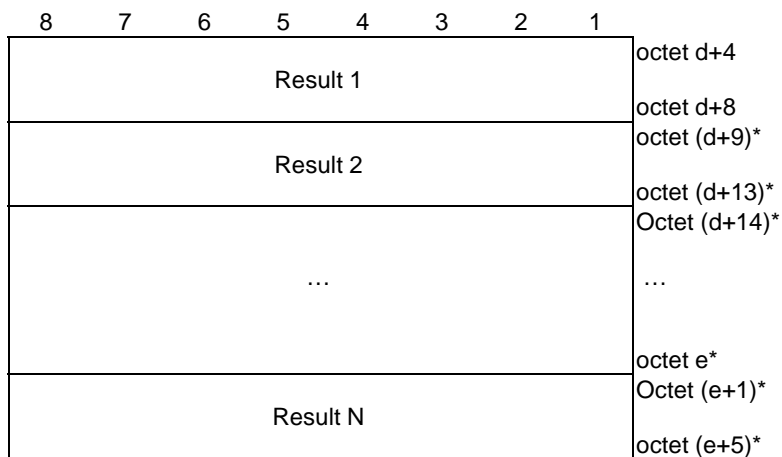 8 7 6 5 4 3 2 1
octet d+4
Result 1
octet d+8
octet (d+9)*
Result 2
octet (d+13)*
Octet (d+14)*
… …
octet e*
Octet (e+1)*
Result N
octet (e+5)*